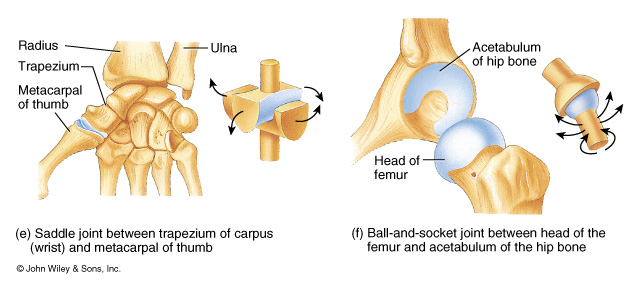 Radius
Ulna
Trapezium
Metacarpal
of thumb
Acetabulum
of hip bone
Head of
femur
(e) Saddle joint between trapezium of carpus
(wrist) and metacarpal of thumb
(f) Ball-and-socket joint between head of the
femur and acetabulum of the hip bone
© John Wiley & Sons, Inc.